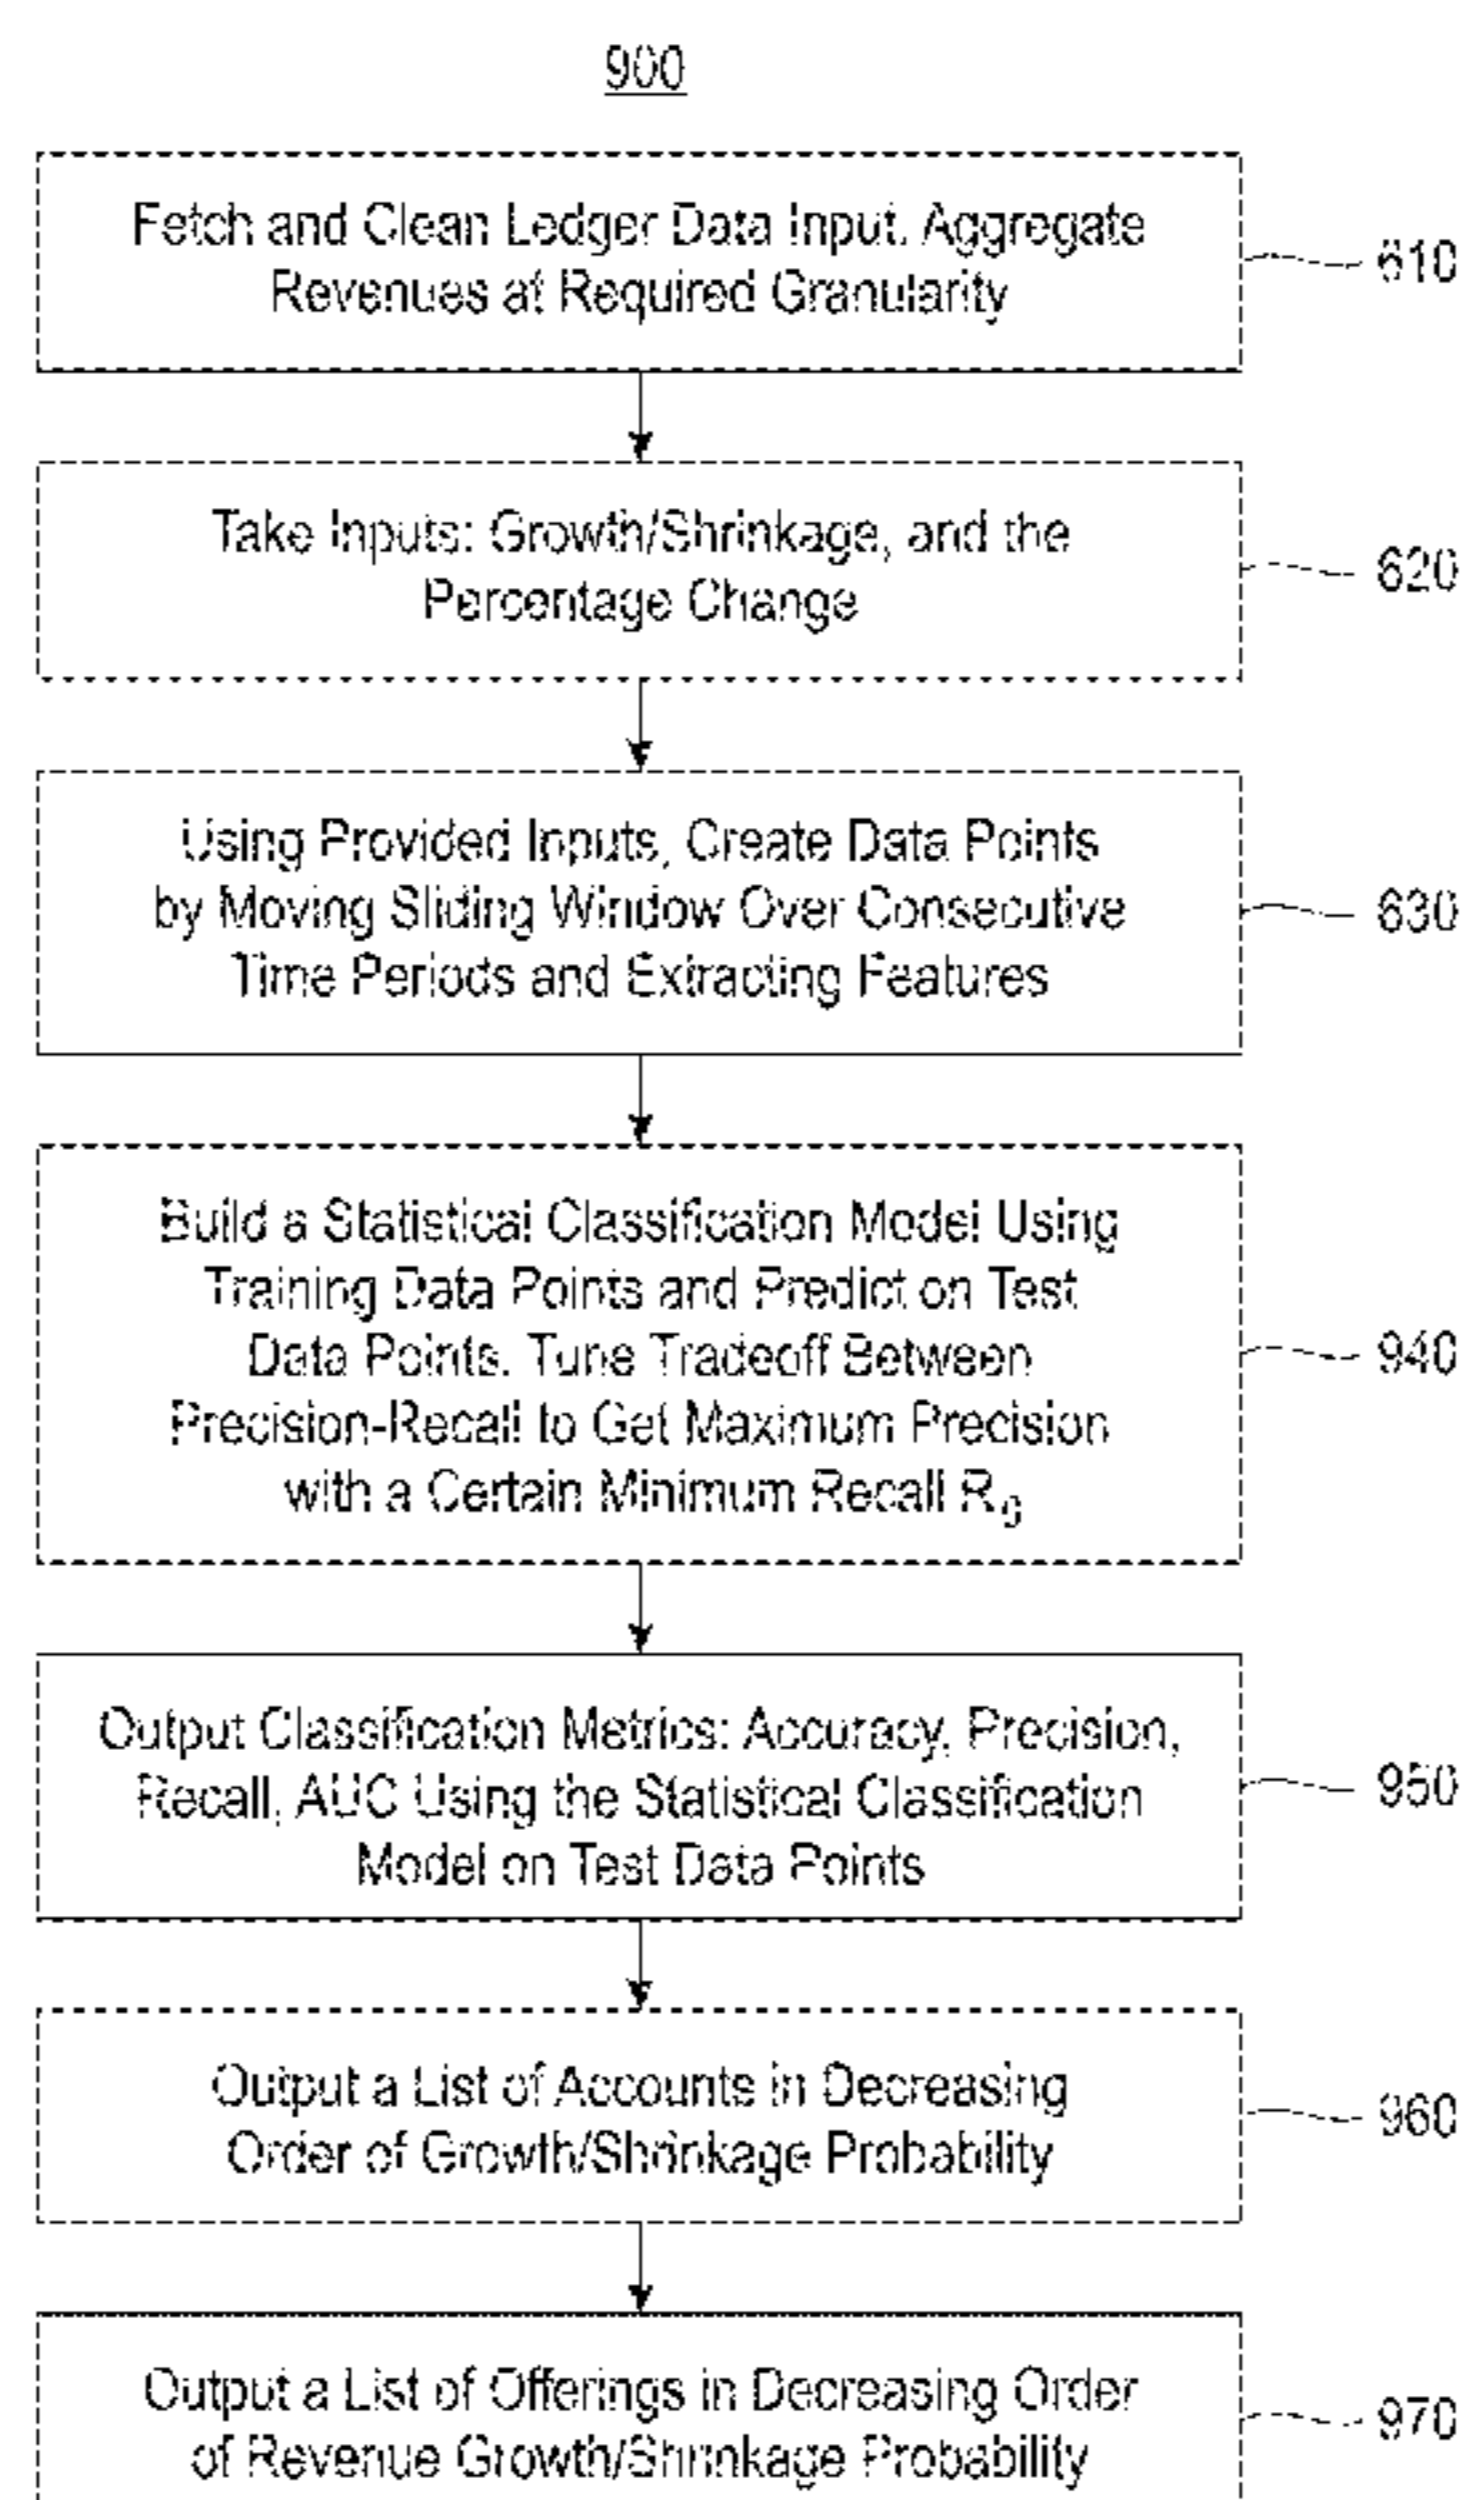 900
Fetch and Clean Ledger Data Input. Aggregate
Revenues at Required Granularity
610
Take Inputs: Growth/Shrinkage, and the
Percentage Change
620
Using Provided Inputs, Create Data Points
by Moving Sliding Window Over Consecutive
Time Periods and Extracting Features
630
Build a Statistical Classification Model Using
Training Data Points and Predict on Test
Data Points. Tune Tradeoff Between
Precision-Recall to Get Maximum Precision
with a Certain Minimum Recall R₀
940
Output Classification Metrics: Accuracy, Precision,
Recall, AUC Using the Statistical Classification
Model on Test Data Points
950
Output a List of Accounts in Decreasing
Order of Growth/Shrinkage Probability
960
Output a List of Offerings in Decreasing Order
of Revenue Growth/Shrinkage Probability
970